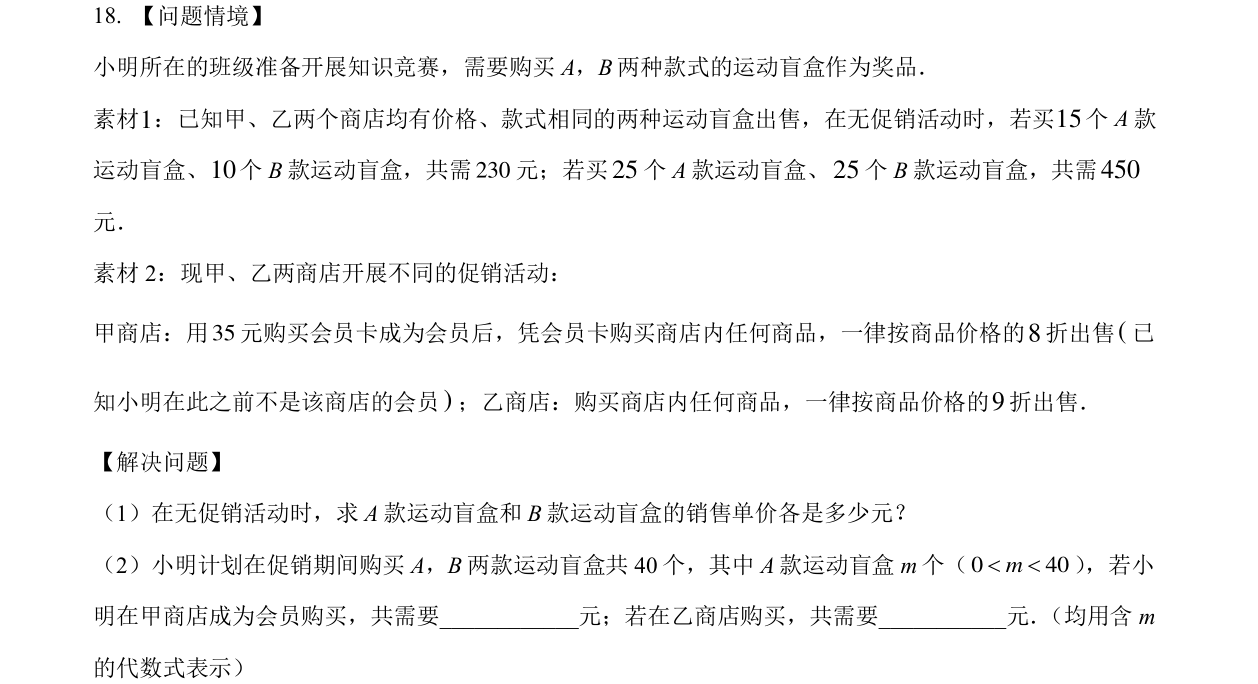 18. 【问题情境】
小明所在的班级准备开展知识竞赛，需要购买 A，B 两种款式的运动盲盒作为奖品．
素材1：已知甲、乙两个商店均有价格、款式相同的两种运动盲盒出售，在无促销活动时，若买15个 A 款
运动盲盒、10个 B 款运动盲盒，共需 230 元；若买 25 个 A 款运动盲盒、25 个 B 款运动盲盒，共需 450
元．
素材 2：现甲、乙两商店开展不同的促销活动：
甲商店：用 35 元购买会员卡成为会员后，凭会员卡购买商店内任何商品，一律按商品价格的8折出售( 已
知小明在此之前不是该商店的会员)；乙商店：购买商店内任何商品，一律按商品价格的9折出售．
【解决问题】
（1）在无促销活动时，求 A 款运动盲盒和 B 款运动盲盒的销售单价各是多少元？
（2）小明计划在促销期间购买 A，B 两款运动盲盒共 40 个，其中 A 款运动盲盒 m 个（0<m<40），若小
明在甲商店成为会员购买，共需要____________元；若在乙商店购买，共需要___________元．（均用含 m
的代数式表示）